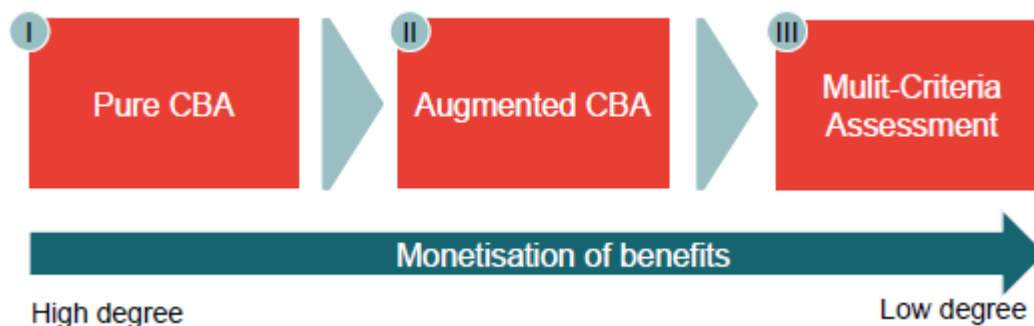 I
Pure CBA
II
Augmented CBA
III
Mulit-Criteria
Assessment
Monetisation of benefits
High degree
Low degree